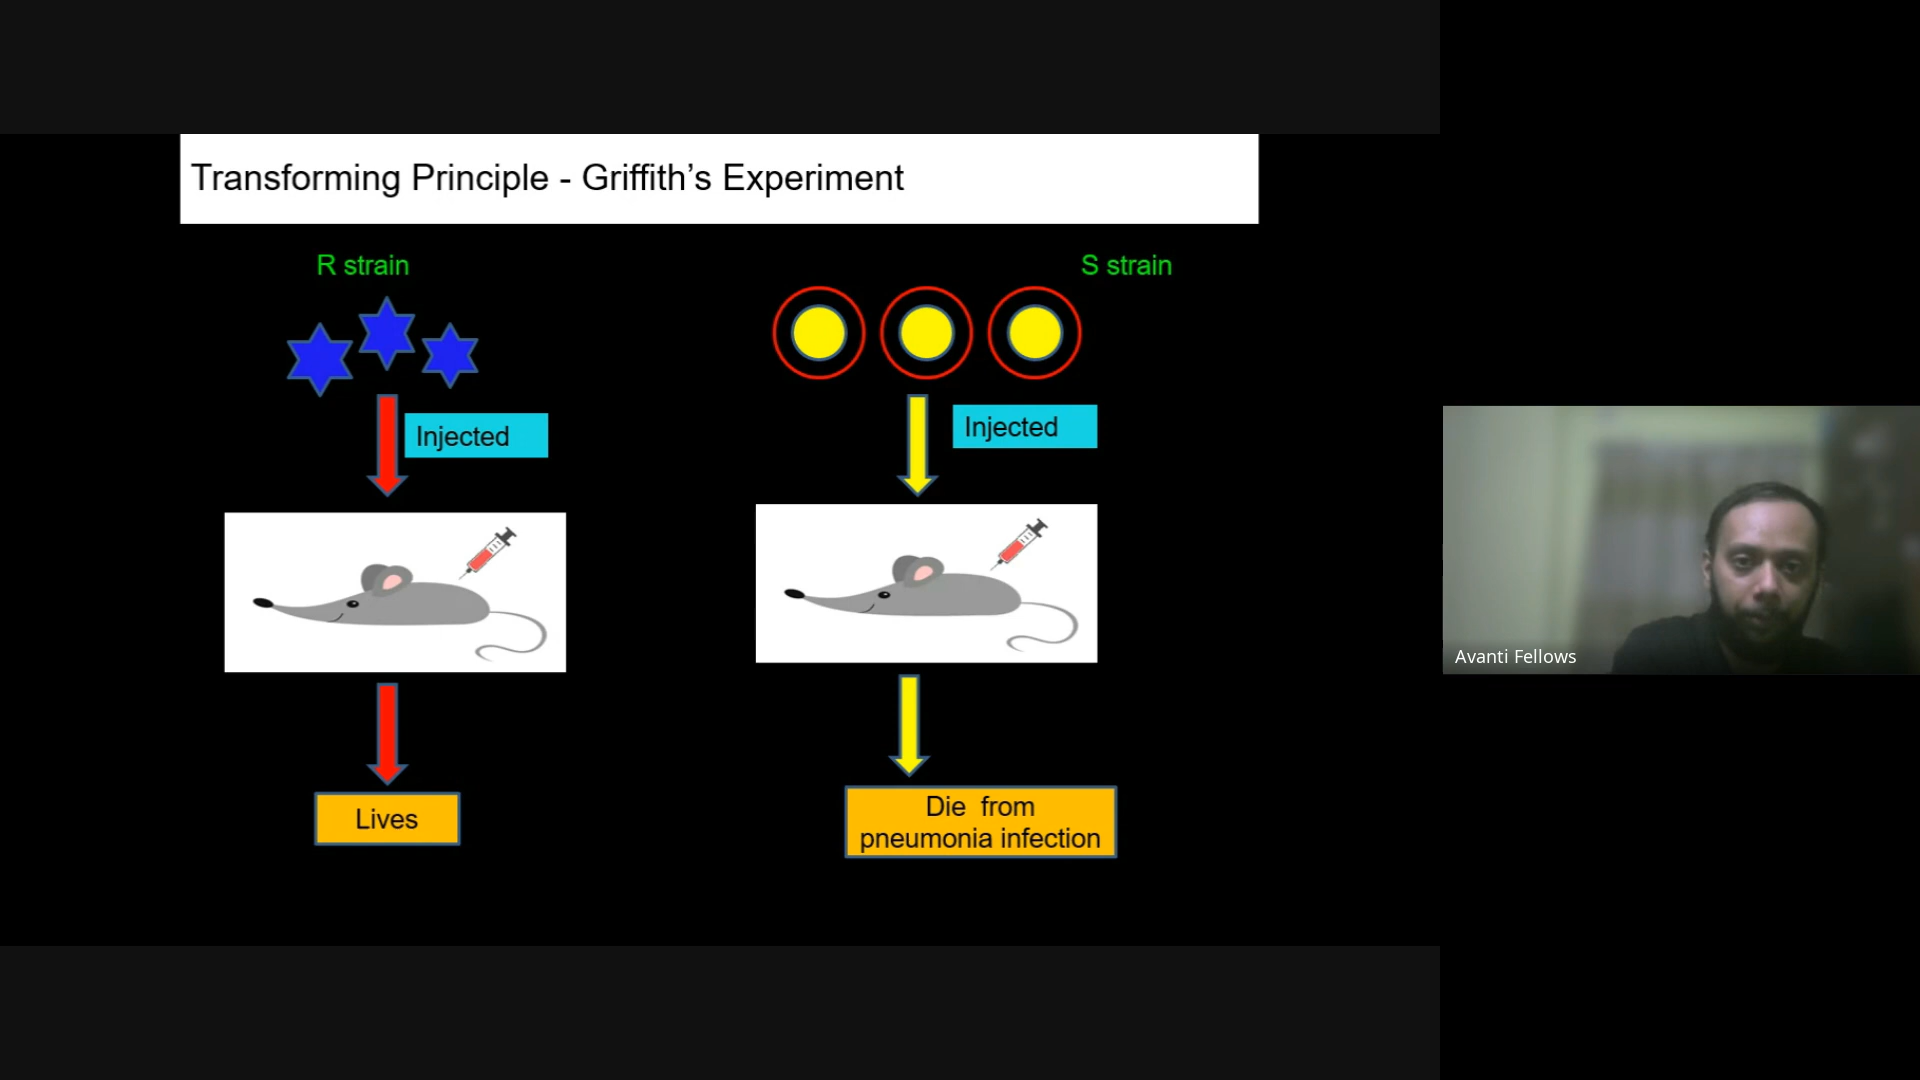 Transforming Principle - Griffith’s Experiment
R strain
S strain
Injected
Injected
Lives
Die from
pneumonia infection
Avanti Fellows